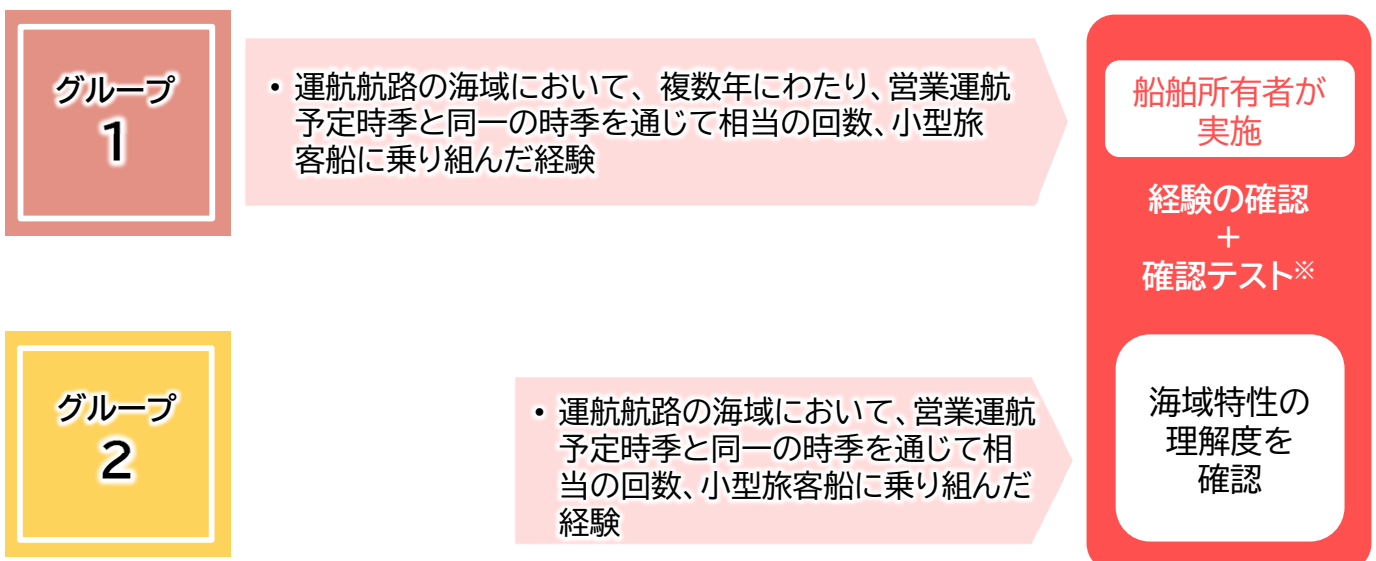 グループ
1
• 運航航路の海域において、複数年にわたり、営業運航
予定時季と同一の時季を通じて相当の回数、小型旅
客船に乗り組んだ経験
船舶所有者が
実施
経験の確認
＋
確認テスト※
グループ
2
• 運航航路の海域において、営業運航
予定時季と同一の時季を通じて相
当の回数、小型旅客船に乗り組んだ
経験
海域特性の
理解度を
確認